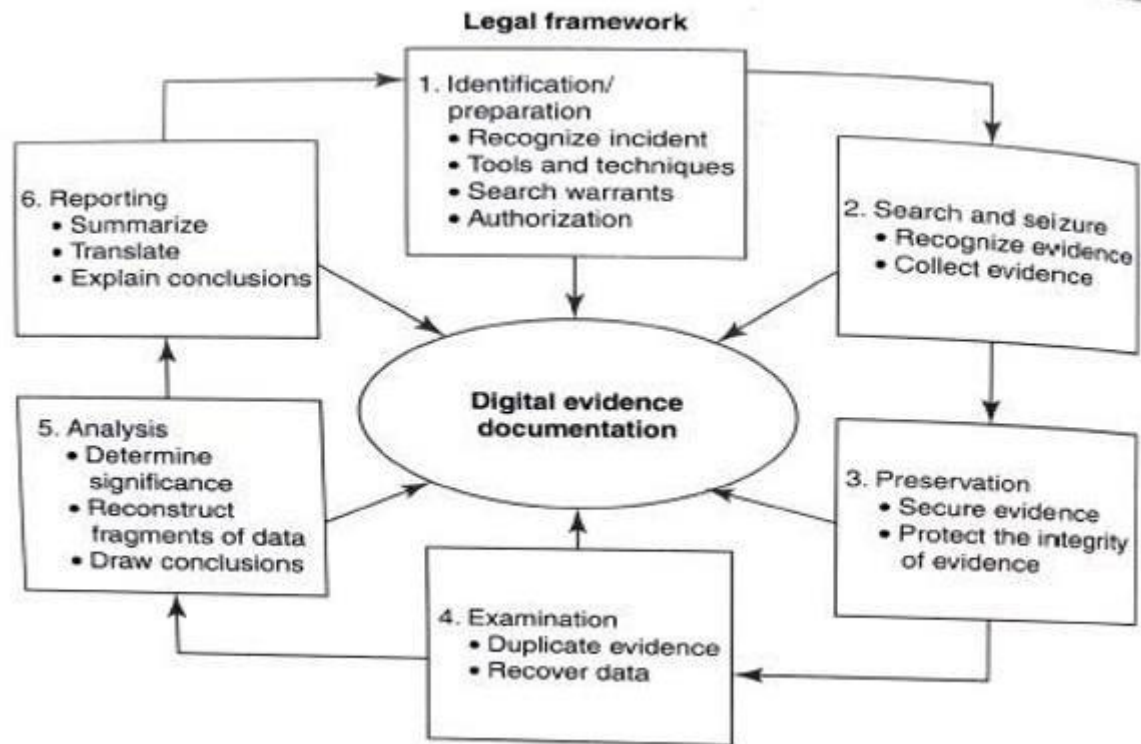 Legal framework
1. Identification/
preparation
• Recognize incident
• Tools and techniques
• Search warrants
• Authorization
2. Search and seizure
• Recognize evidence
• Collect evidence
3. Preservation
• Secure evidence
• Protect the integrity
of evidence
4. Examination
• Duplicate evidence
• Recover data
5. Analysis
• Determine
significance
• Reconstruct
fragments of data
• Draw conclusions
6. Reporting
• Summarize
• Translate
• Explain conclusions
Digital evidence
documentation